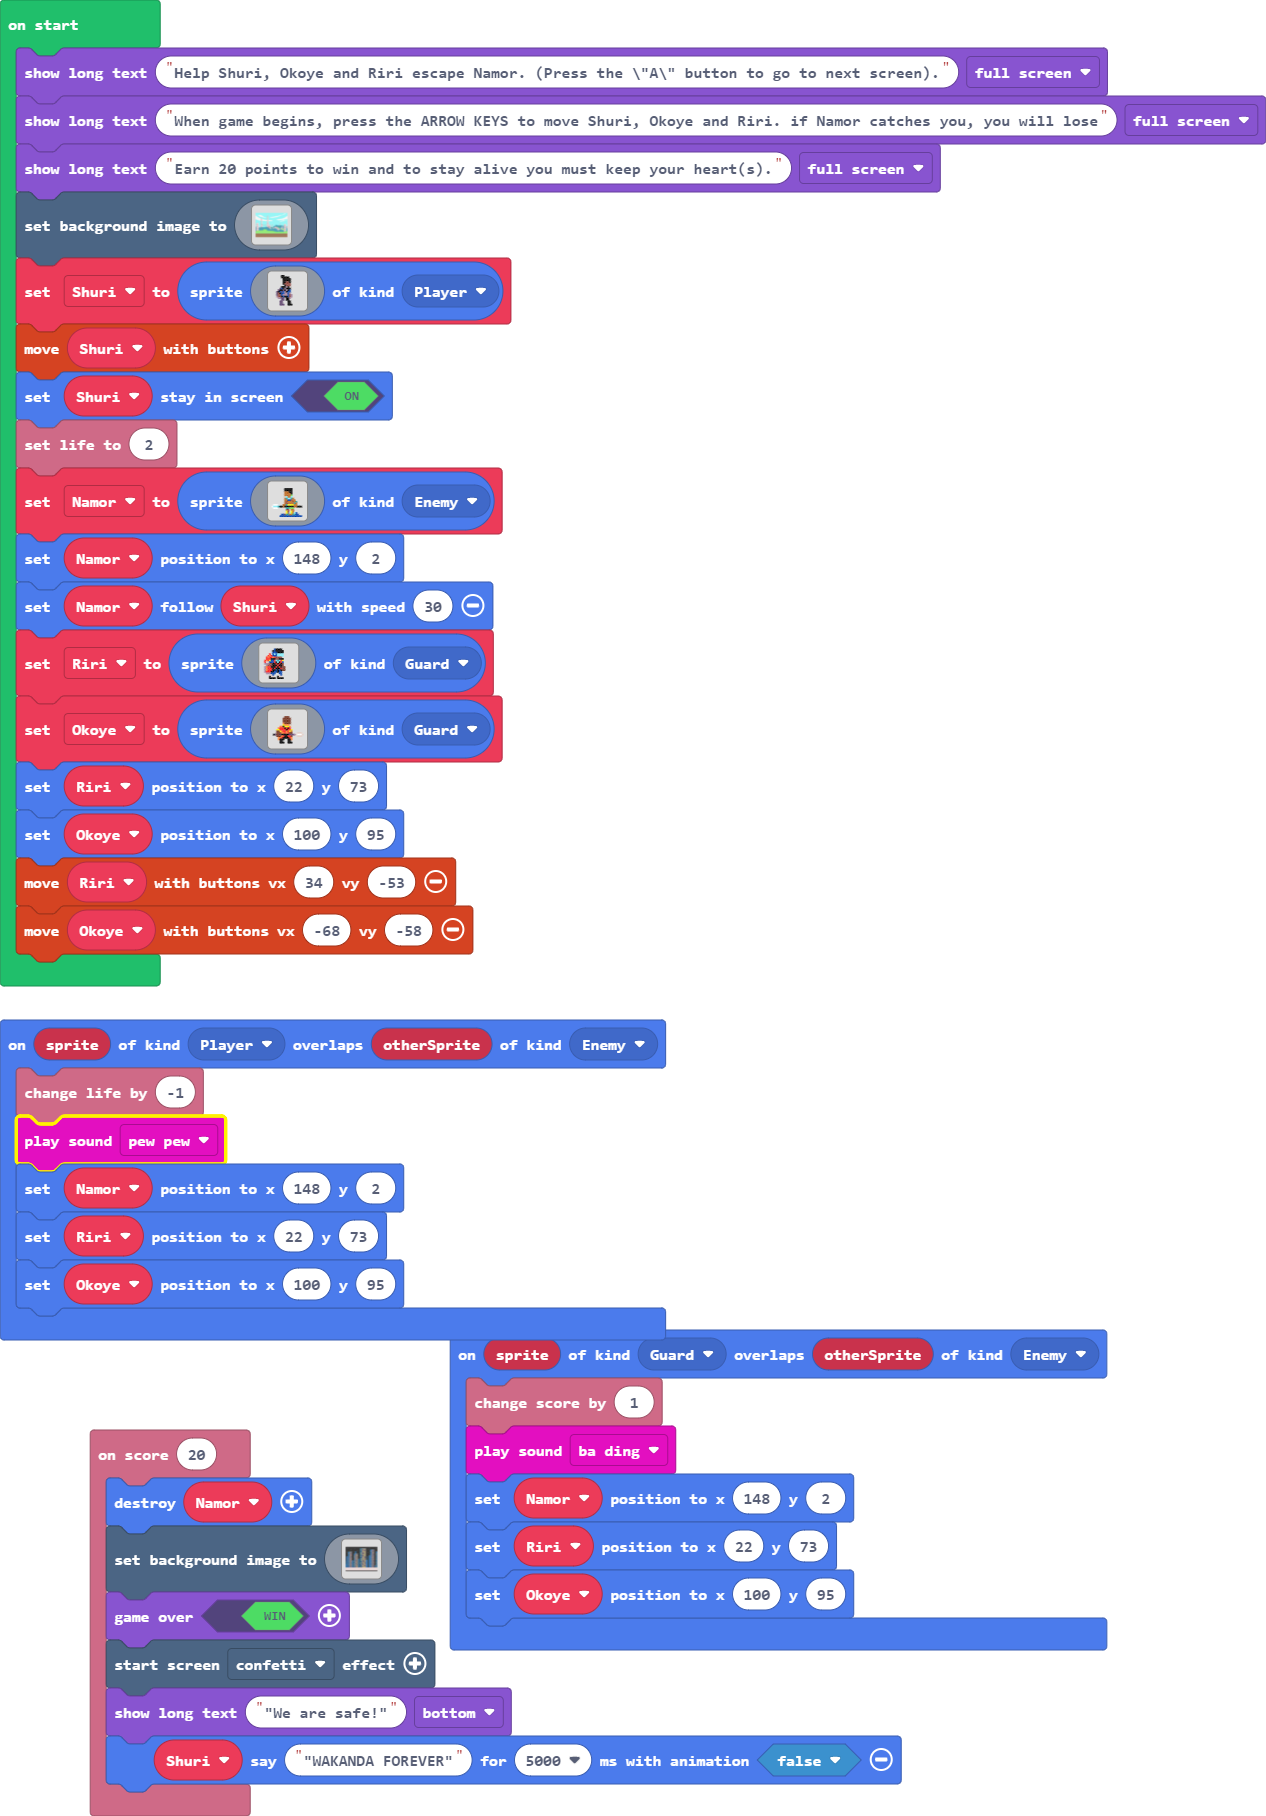 on start
show long text "Help Shuri, Okoye and Riri escape Namor. (Press the \"A\" button to go to next screen)." full screen
show long text "When game begins, press the ARROW KEYS to move Shuri, Okoye and Riri. if Namor catches you, you will lose" full screen
show long text "Earn 20 points to win and to stay alive you must keep your heart(s)." full screen
set background image to
set Shuri to sprite of kind Player
move Shuri with buttons
set Shuri stay in screen ON
set life to 2
set Namor to sprite of kind Enemy
set Namor position to x 148 y 2
set Namor follow Shuri with speed 30
set Riri to sprite of kind Guard
set Okoye to sprite of kind Guard
set Riri position to x 22 y 73
set Okoye position to x 100 y 95
move Riri with buttons vx 34 vy -53
move Okoye with buttons vx -68 vy -58
on sprite of kind Player overlaps otherSprite of kind Enemy
change life by -1
play sound pew pew
set Namor position to x 148 y 2
set Riri position to x 22 y 73
set Okoye position to x 100 y 95
on sprite of kind Guard overlaps otherSprite of kind Enemy
change score by 1
play sound ba ding
set Namor position to x 148 y 2
set Riri position to x 22 y 73
set Okoye position to x 100 y 95
on score 20
destroy Namor
set background image to
game over WIN
start screen confetti effect
show long text ""We are safe!"" bottom
Shuri say ""WAKANDA FOREVER"" for 5000 ms with animation false